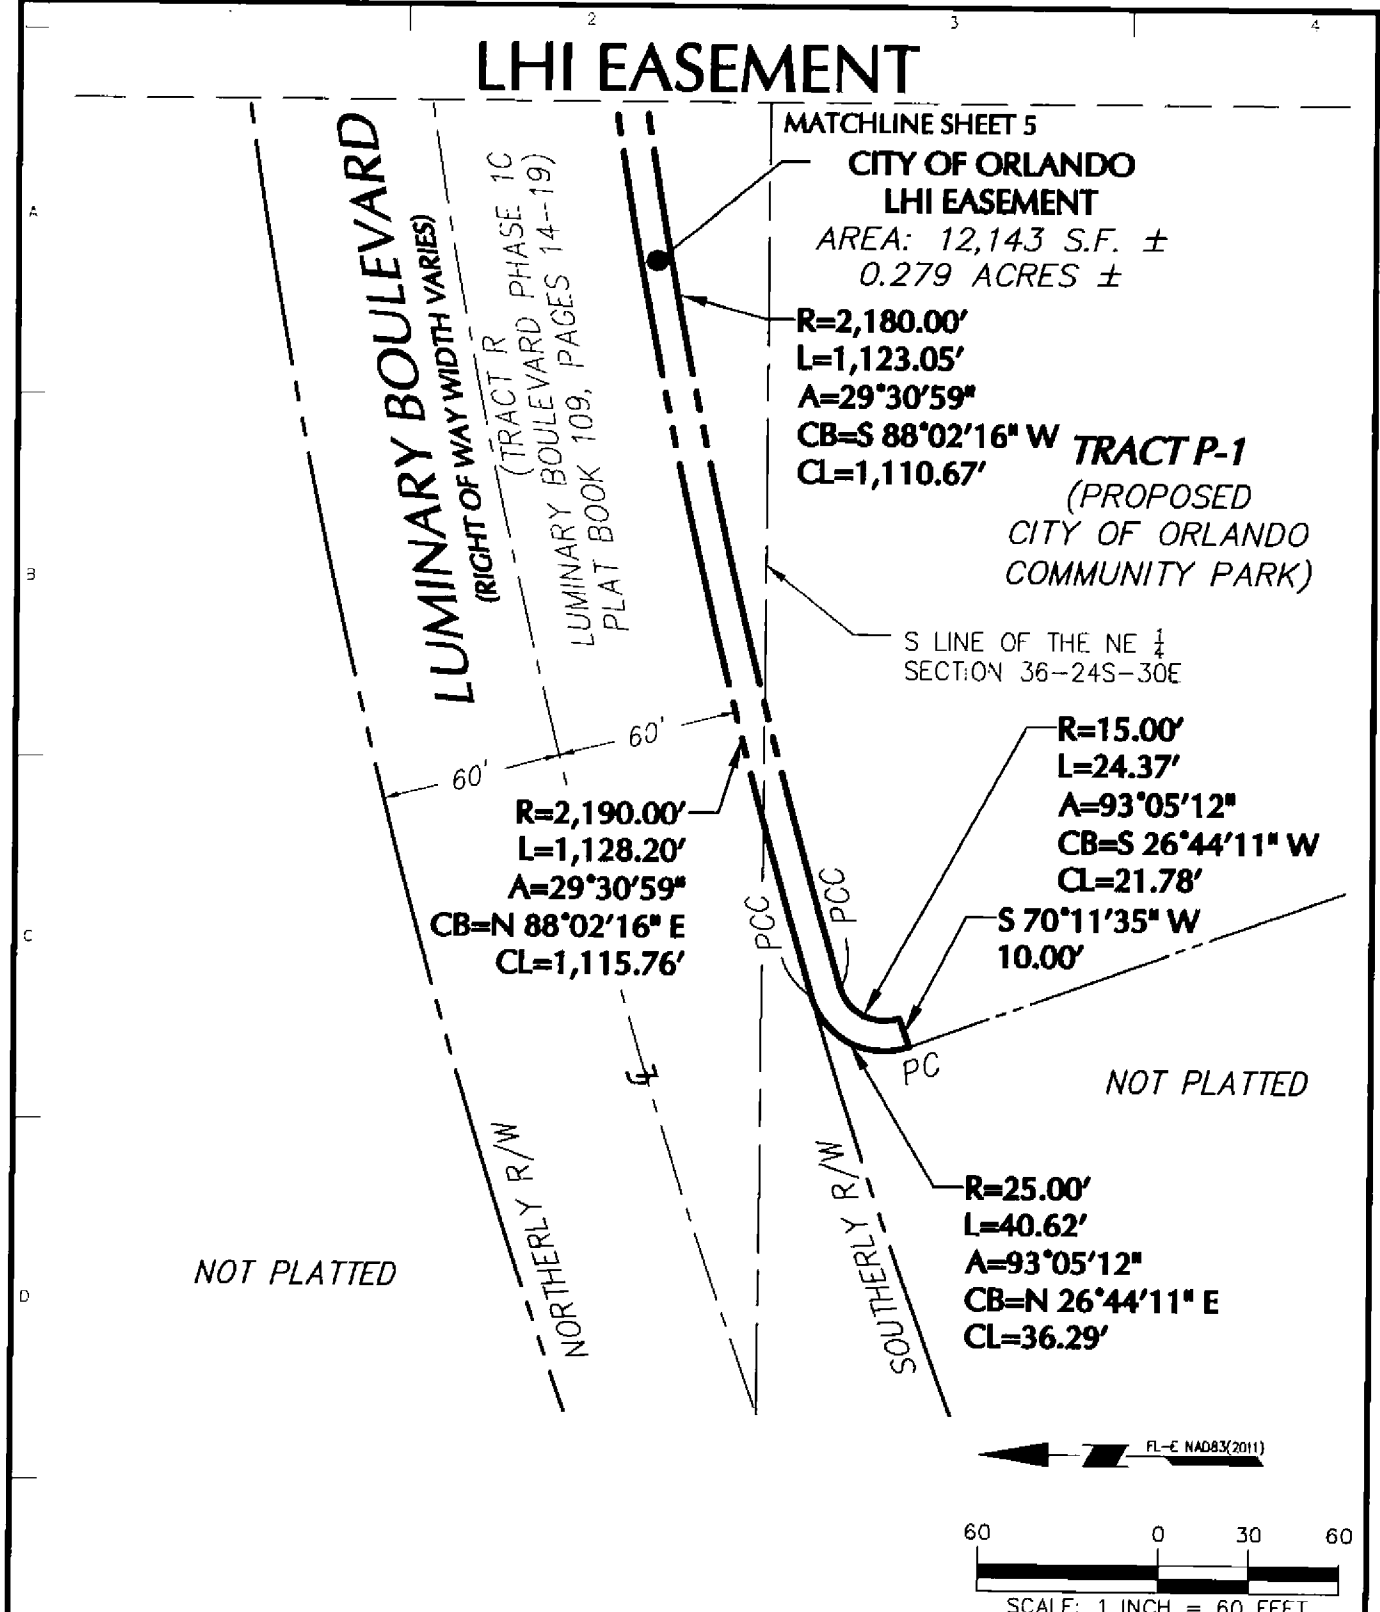 2
3
4
LHI EASEMENT
MATCHLINE SHEET 5
CITY OF ORLANDO
LHI EASEMENT
AREA: 12,143 S.F. ±
0.279 ACRES ±
A
LUMINARY BOULEVARD
(RIGHT OF WAY WIDTH VARIES)
(TRACT R
LUMINARY BOULEVARD PHASE 1C
PLAT BOOK 109, PAGES 14-19)
R=2,180.00'
L=1,123.05'
A=29°30'59"
CB=S 88°02'16" W
CL=1,110.67'
TRACT P-1
(PROPOSED
CITY OF ORLANDO
COMMUNITY PARK)
B
S LINE OF THE NE 1/4
SECTION 36-24S-30E
60'
60'
R=15.00'
L=24.37'
A=93°05'12"
CB=S 26°44'11" W
CL=21.78'
R=2,190.00'
L=1,128.20'
A=29°30'59"
CB=N 88°02'16" E
CL=1,115.76'
PCC
PCC
C
S 70°11'35" W
10.00'
PC
℄
NOT PLATTED
NORTHERLY R/W
SOUTHERLY R/W
R=25.00'
L=40.62'
A=93°05'12"
CB=N 26°44'11" E
CL=36.29'
NOT PLATTED
D
FL-E NAD83(2011)
60 0 30 60
SCALE: 1 INCH = 60 FEET